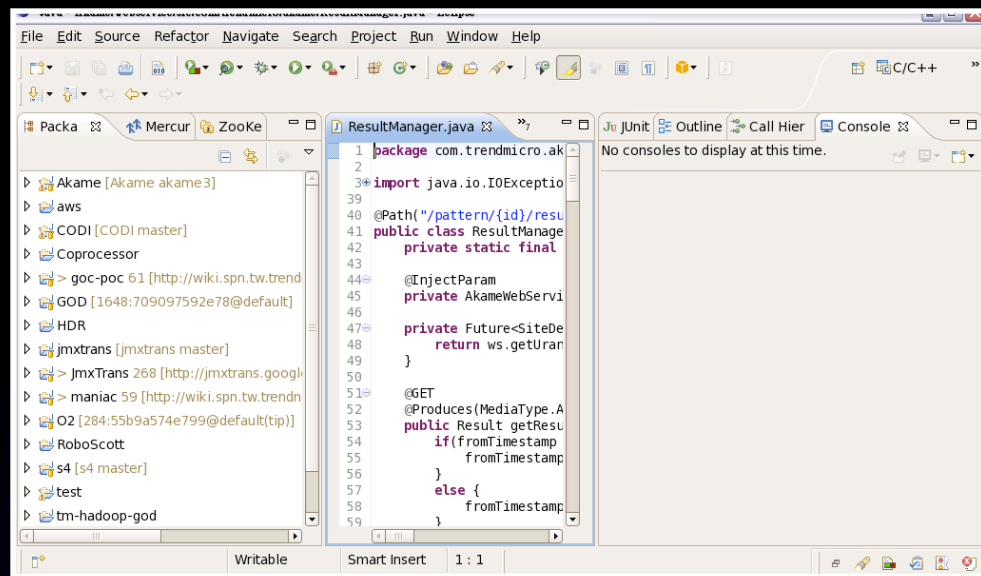 File Edit Source Refactor Navigate Search Project Run Window Help
C/C++ »
Packa Mercur ZooKe
ResultManager.java »7
JUnit Outline Call Hier Console
No consoles to display at this time.
Akame [Akame akame3]
aws
CODI [CODI master]
Coprocessor
> goc-poc 61 [http://wiki.spn.tw.trend
GOD [1648:709097592e78@default]
HDR
jmxtrans [jmxtrans master]
> JmxTrans 268 [http://jmxtrans.googl
> maniac 59 [http://wiki.spn.tw.trendn
O2 [284:55b9a574e799@default(tip)]
RoboScott
s4 [s4 master]
test
tm-hadoop-god
1 package com.trendmicro.ak
2
3 import java.io.IOExceptio
39
40 @Path("/pattern/{id}/resu
41 public class ResultManage
42 private static final
43
44 @InjectParam
45 private AkameWebServi
46
47 private Future<SiteDe
48 return ws.getUran
49 }
50
51 @GET
52 @Produces(MediaType.A
53 public Result getResu
54 if(fromTimestamp
55 fromTimestamp
56 }
57 else {
58 fromTimestamp
59 }
Writable Smart Insert 1 : 1